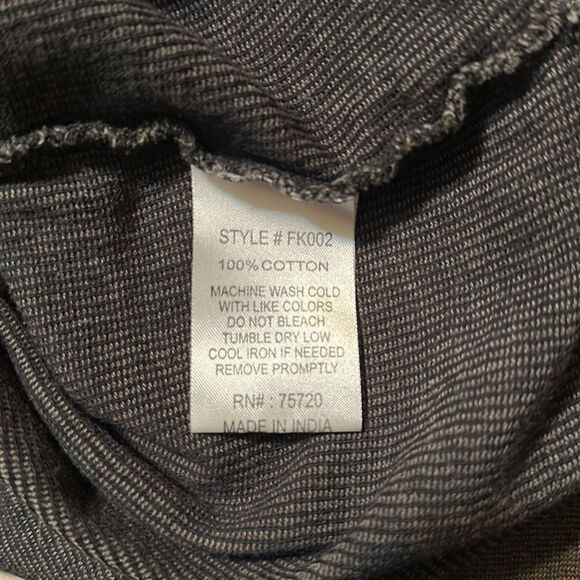 STYLE # FK002
100% COTTON
MACHINE WASH COLD
WITH LIKE COLORS
DO NOT BLEACH
TUMBLE DRY LOW
COOL IRON IF NEEDED
REMOVE PROMPTLY
RN# : 75720
MADE IN INDIA